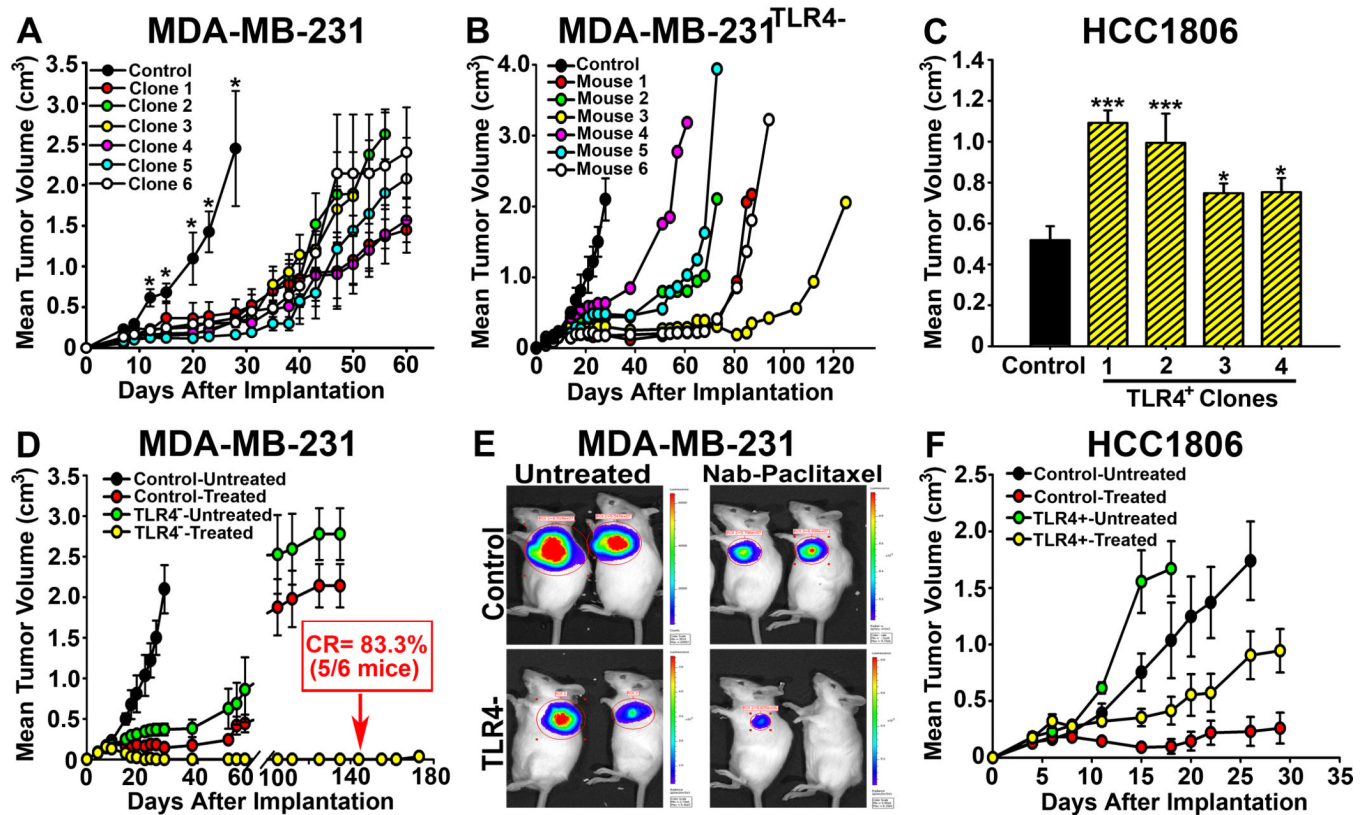 A MDA-MB-231
Mean Tumor Volume (cm³)
3.5
3.0
2.5
2.0
1.5
1.0
0.5
0
Control
Clone 1
Clone 2
Clone 3
Clone 4
Clone 5
Clone 6
* * * * *
0 10 20 30 40 50 60
Days After Implantation
B MDA-MB-231TLR4-
Mean Tumor Volume (cm³)
4.0
3.0
2.0
1.0
0
Control
Mouse 1
Mouse 2
Mouse 3
Mouse 4
Mouse 5
Mouse 6
0 20 40 60 80 100 120
Days After Implantation
C HCC1806
Mean Tumor Volume (cm³)
1.4
1.2
1.0
0.8
0.6
0.4
0.2
0
*** *** * *
Control 1 2 3 4
TLR4+ Clones
D MDA-MB-231
Mean Tumor Volume (cm³)
3.5
3.0
2.5
2.0
1.5
1.0
0.5
0
Control-Untreated
Control-Treated
TLR4--Untreated
TLR4--Treated
CR= 83.3%
(5/6 mice)
0 20 40 60 100 140 180
Days After Implantation
E MDA-MB-231
Untreated Nab-Paclitaxel
Control
TLR4-
F HCC1806
Mean Tumor Volume (cm³)
2.5
2.0
1.5
1.0
0.5
0
Control-Untreated
Control-Treated
TLR4+-Untreated
TLR4+-Treated
0 5 10 15 20 25 30 35
Days After Implantation